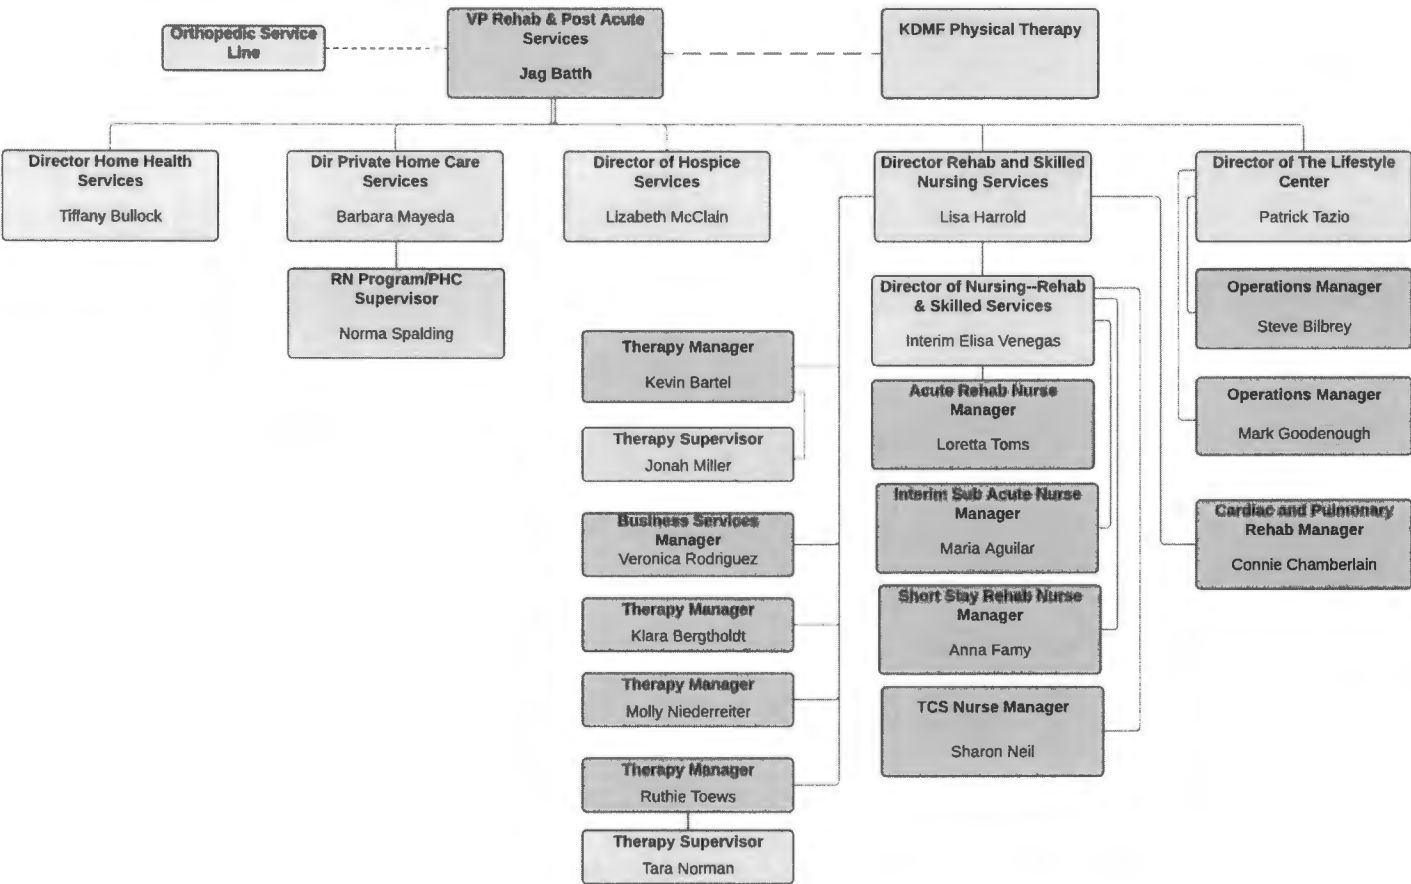 Orthopedic Service
Line
VP Rehab & Post Acute
Services
Jag Batth
KDMF Physical Therapy
Director Home Health
Services
Tiffany Bullock
Dir Private Home Care
Services
Barbara Mayeda
Director of Hospice
Services
Lizabeth McClain
Director Rehab and Skilled
Nursing Services
Lisa Harrold
Director of The Lifestyle
Center
Patrick Tazio
RN Program/PHC
Supervisor
Norma Spalding
Director of Nursing--Rehab
& Skilled Services
Interim Elisa Venegas
Operations Manager
Steve Bilbrey
Therapy Manager
Kevin Bartel
Acute Rehab Nurse
Manager
Loretta Toms
Operations Manager
Mark Goodenough
Therapy Supervisor
Jonah Miller
Interim Sub Acute Nurse
Manager
Maria Aguilar
Cardiac and Pulmonary
Rehab Manager
Connie Chamberlain
Business Services
Manager
Veronica Rodriguez
Short Stay Rehab Nurse
Manager
Anna Famy
Therapy Manager
Klara Bergtholdt
Therapy Manager
Molly Niederreiter
TCS Nurse Manager
Sharon Neil
Therapy Manager
Ruthie Toews
Therapy Supervisor
Tara Norman